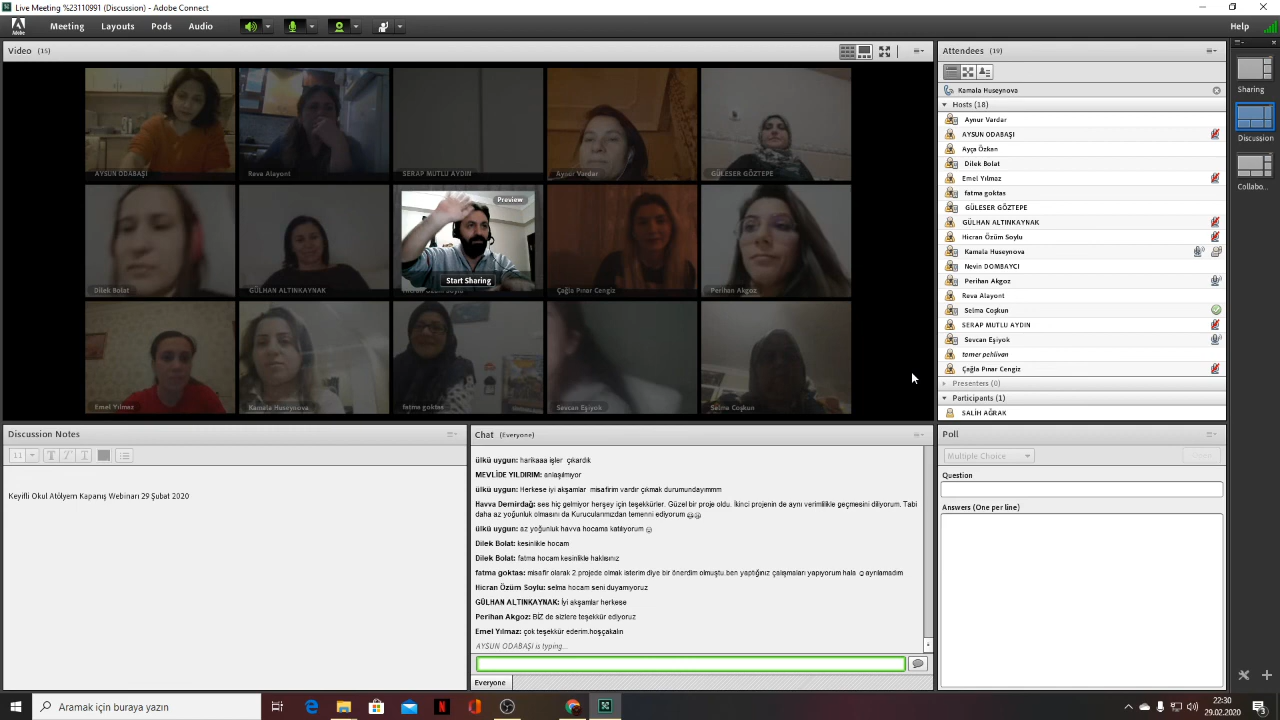 Live Meeting %23110991 (Discussion) - Adobe Connect
Adobe
Meeting
Layouts
Pods
Audio
Help
Video (15)
AYSUN ODABAŞI
Reva Alayont
SERAP MUTLU AYDIN
Aynur Vardar
GÜLESER GÖZTEPE
Dilek Bolat
GÜLHAN ALTINKAYNAK
Preview
Start Sharing
Hicran Özüm Soylu
Çağla Pınar Cengiz
Perihan Akgoz
Emel Yılmaz
Kamala Huseynova
fatma goktas
Sevcan Eşiyok
Selma Coşkun
Attendees (19)
Kamala Huseynova
Hosts (18)
Aynur Vardar
AYSUN ODABAŞI
Ayça Özkan
Dilek Bolat
Emel Yılmaz
fatma goktas
GÜLESER GÖZTEPE
GÜLHAN ALTINKAYNAK
Hicran Özüm Soylu
Kamala Huseynova
Nevin DOMBAYCI
Perihan Akgoz
Reva Alayont
Selma Coşkun
SERAP MUTLU AYDIN
Sevcan Eşiyok
tamer pehlivan
Çağla Pınar Cengiz
Presenters (0)
Participants (1)
SALİH AĞRAK
Sharing
Discussion
Collabo...
Discussion Notes
11
Keyifli Okul Atölyem Kapanış Webinarı 29 Şubat 2020
Chat (Everyone)
ülkü uygun: harikaaa işler çıkardık
MEVLİDE YILDIRIM: anlaşılmıyor
ülkü uygun: Herkese iyi akşamlar misafirim vardır çıkmak durumundayımmm
Havva Demirdağ: ses hiç gelmiyor herşey için teşekkürler. Güzel bir proje oldu. İkinci projenin de aynı verimlilikle geçmesini diliyorum. Tabi
daha az yoğunluk olmasını da Kurucularımızdan temenni ediyorum
ülkü uygun: az yoğunluk havva hocama katılıyorum
Dilek Bolat: kesinlikle hocam
Dilek Bolat: fatma hocam kesinlikle haklısınız
fatma goktas: misafir olarak 2 projede olmak isterim diye bir önerdim olmuştu.ben yaptığınız çalışmaları yapıyorum hala ayrılamadım
Hicran Özüm Soylu: selma hocam seni duyamıyoruz
GÜLHAN ALTINKAYNAK: İyi akşamlar herkese
Perihan Akgoz: BİZ de sizlere teşekkür ediyoruz
Emel Yılmaz: çok teşekkür ederim.hoşçakalın
AYSUN ODABAŞI is typing...
Everyone
Poll
Multiple Choice
Open
Question
Answers (One per line)
Aramak için buraya yazın
22:30
29.02.2020